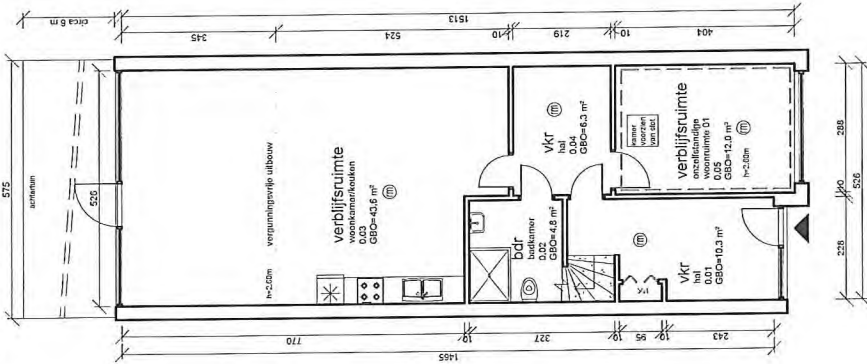 circa 6 m
1513
345
524
10
219
10
404
575
526
achtertuin
vergunningsvrije uitbouw
h=2.60m
verblijfsruimte
woonkamer/keuken
0.03
GBO=43,6 m²
m
bdr
badkamer
0.02
GBO=4,8 m²
vkr
hal
0.04
GBO=6,3 m²
m
kamer
voorzien
van slot
verblijfsruimte
onzelfstandige
woonruimte 01
0.05
GBO=12,0 m²
h=2.60m
m
vkr
hal
0.01
GBO=10,3 m²
m
288
10
228
526
770
10
327
10
95
10
243
1465